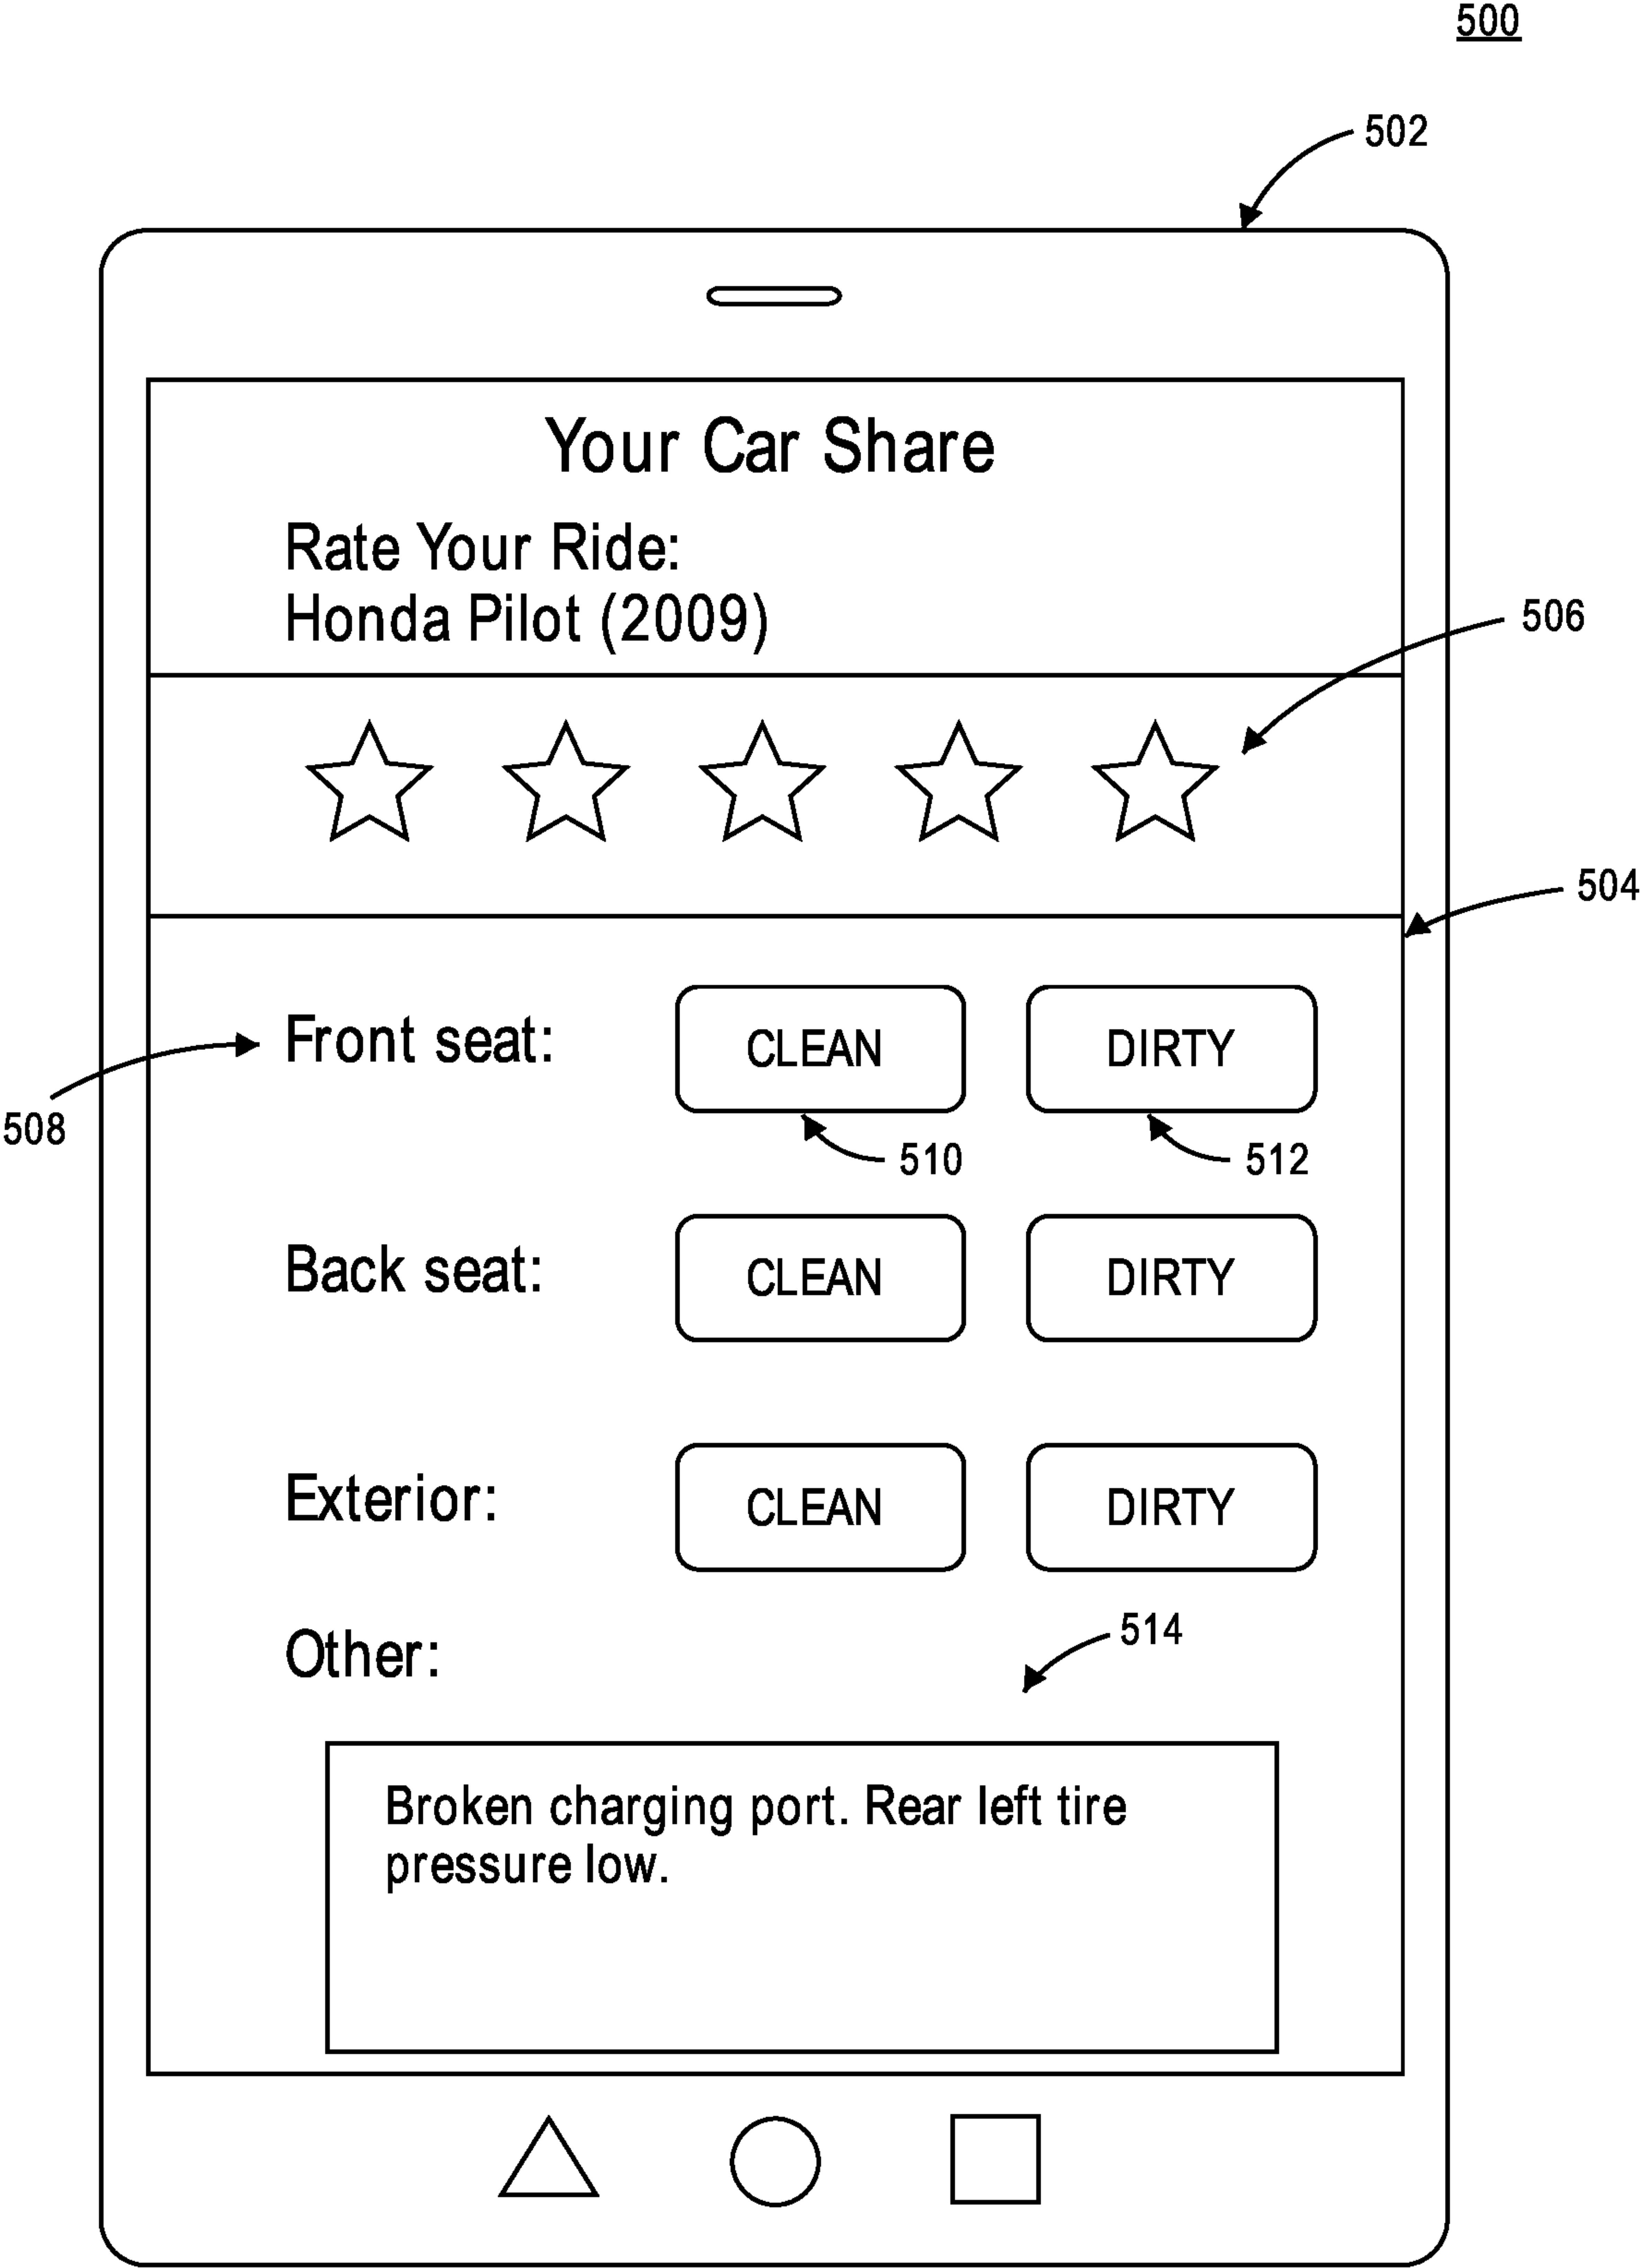 500
502
Your Car Share
Rate Your Ride:
Honda Pilot (2009)
506
504
Front seat: CLEAN DIRTY
508
510 512
Back seat: CLEAN DIRTY
Exterior: CLEAN DIRTY
Other:
514
Broken charging port. Rear left tire
pressure low.